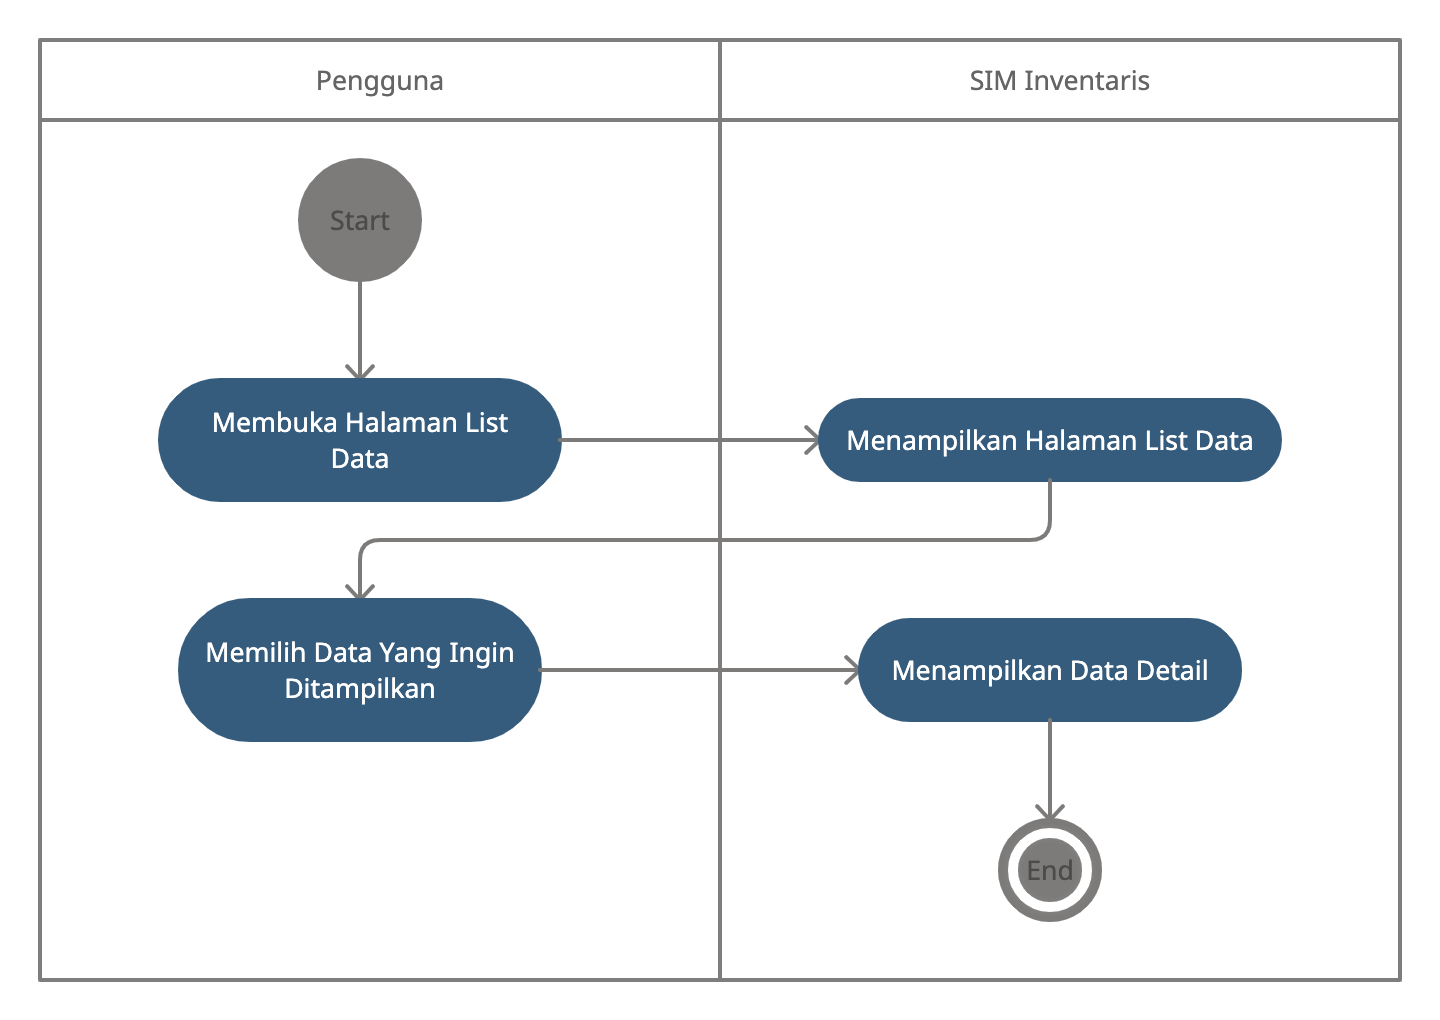 Pengguna
SIM Inventaris
Start
Membuka Halaman List
Data
Menampilkan Halaman List Data
Memilih Data Yang Ingin
Ditampilkan
Menampilkan Data Detail
End